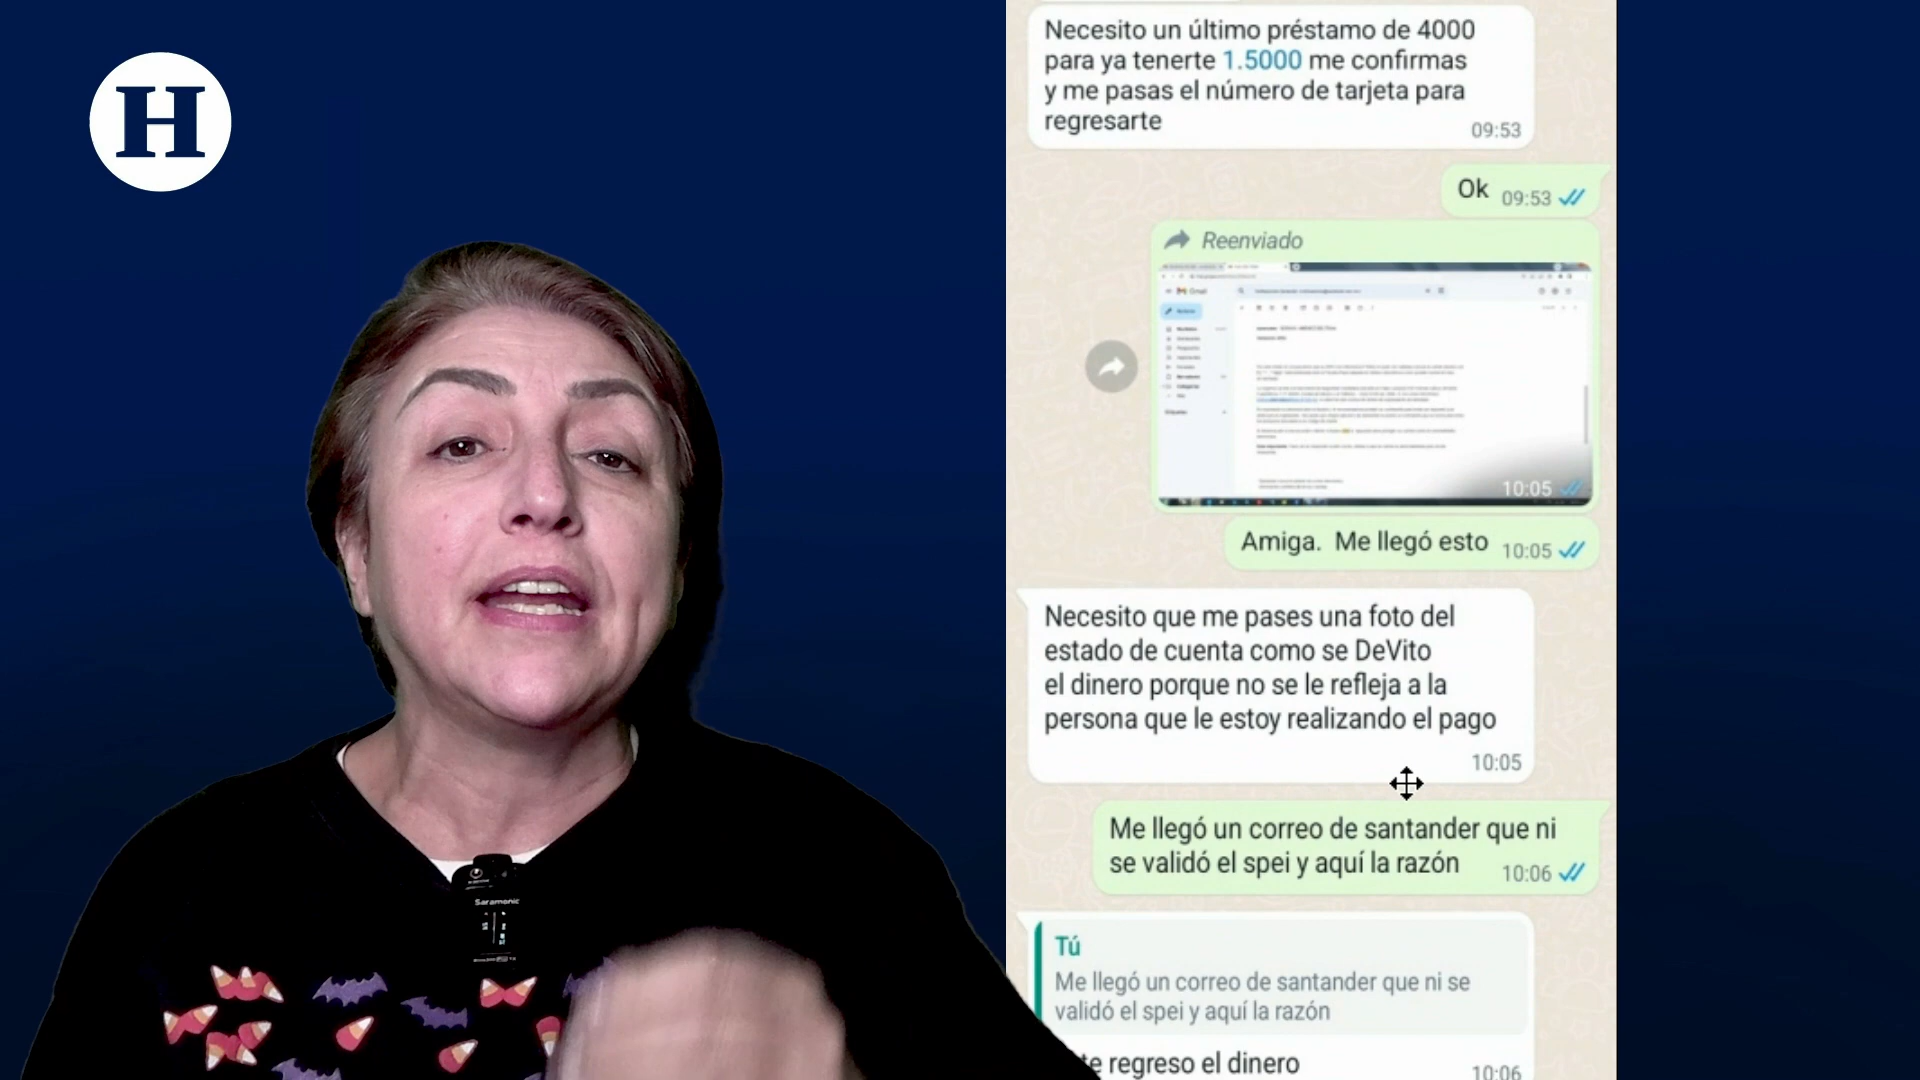 H
Necesito un último préstamo de 4000
para ya tenerte 1.5000 me confirmas
y me pasas el número de tarjeta para
regresarte
09:53
Ok
09:53
Reenviado
Gmail
10:05
Amiga. Me llegó esto
10:05
Necesito que me pases una foto del
estado de cuenta como se DeVito
el dinero porque no se le refleja a la
persona que le estoy realizando el pago
10:05
Me llegó un correo de santander que ni
se validó el spei y aquí la razón
10:06
Tú
Me llegó un correo de santander que ni se
validó el spei y aquí la razón
te regreso el dinero
10:06
Saramonic